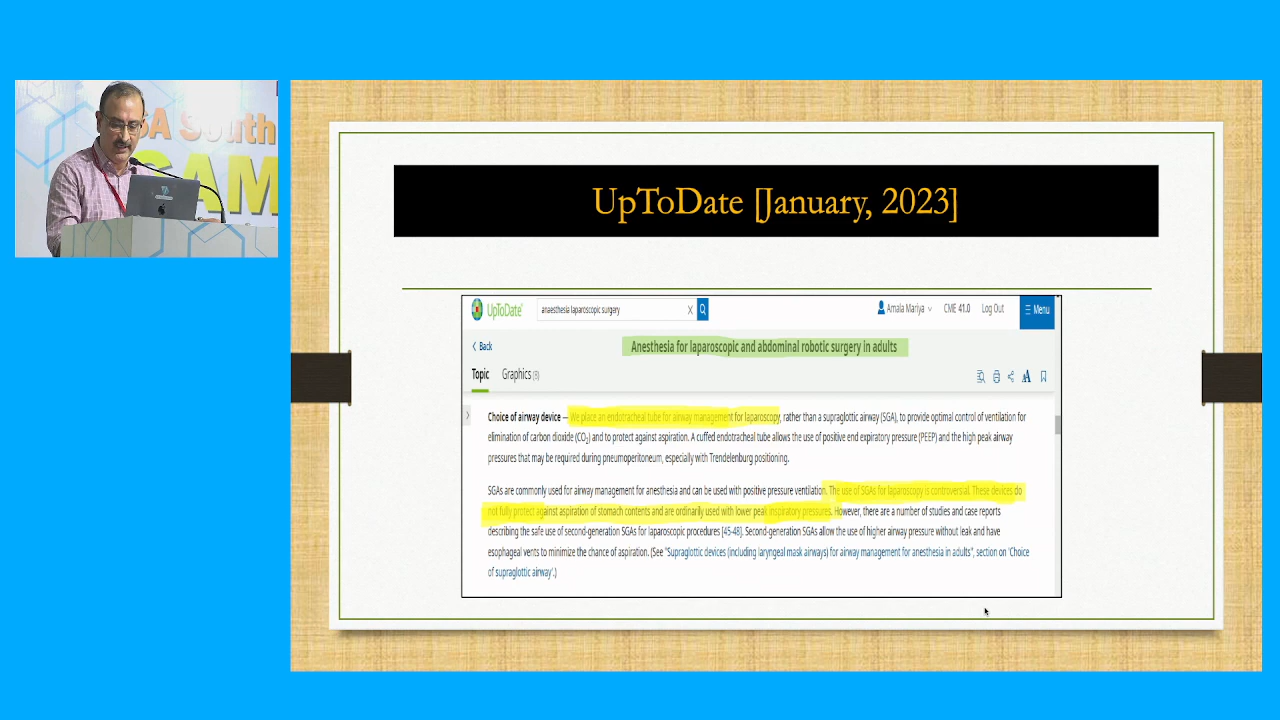 SA South
GAM
UpToDate [January, 2023]
UpToDate®
anaesthesia laparoscopic surgery
X
Amala Mariya
CME 41.0
Log Out
☰ Menu
< Back
Anesthesia for laparoscopic and abdominal robotic surgery in adults
Topic
Graphics (8)
AA
>
Choice of airway device — We place an endotracheal tube for airway management for laparoscopy, rather than a supraglottic airway (SGA), to provide optimal control of ventilation for
elimination of carbon dioxide (CO₂) and to protect against aspiration. A cuffed endotracheal tube allows the use of positive end expiratory pressure (PEEP) and the high peak airway
pressures that may be required during pneumoperitoneum, especially with Trendelenburg positioning.
SGAs are commonly used for airway management for anesthesia and can be used with positive pressure ventilation. The use of SGAs for laparoscopy is controversial. These devices do
not fully protect against aspiration of stomach contents and are ordinarily used with lower peak inspiratory pressures. However, there are a number of studies and case reports
describing the safe use of second-generation SGAs for laparoscopic procedures [45-48]. Second-generation SGAs allow the use of higher airway pressure without leak and have
esophageal vents to minimize the chance of aspiration. (See "Supraglottic devices (including laryngeal mask airways) for airway management for anesthesia in adults", section on 'Choice
of supraglottic airway'.)